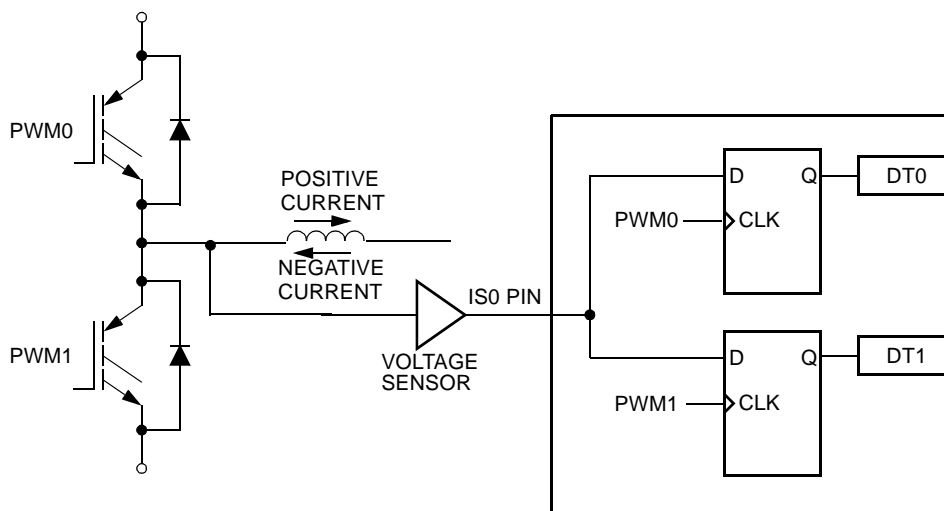 PWM0
POSITIVE
CURRENT
NEGATIVE
CURRENT
PWM1
VOLTAGE
SENSOR
IS0 PIN
D
Q
DT0
PWM0
CLK
D
Q
DT1
PWM1
CLK